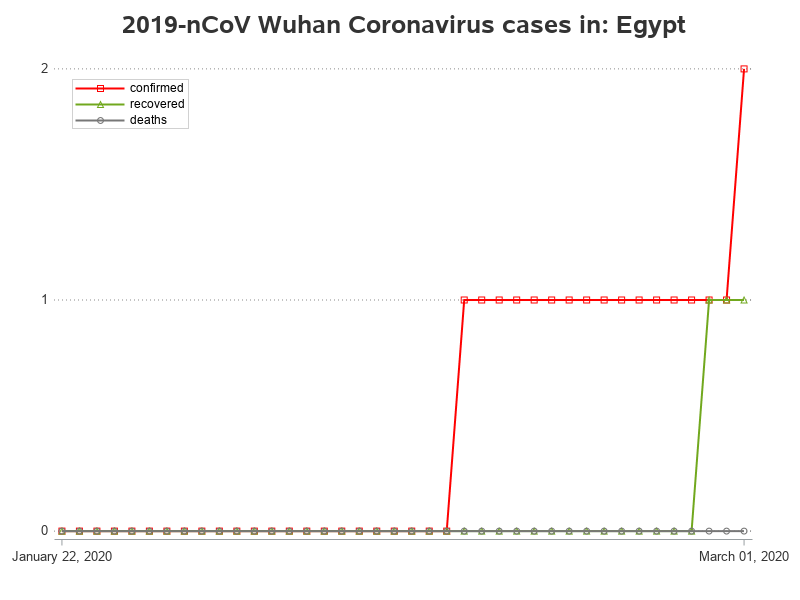 2019-nCoV Wuhan Coronavirus cases in: Egypt
2
confirmed
recovered
deaths
1
0
January 22, 2020
March 01, 2020